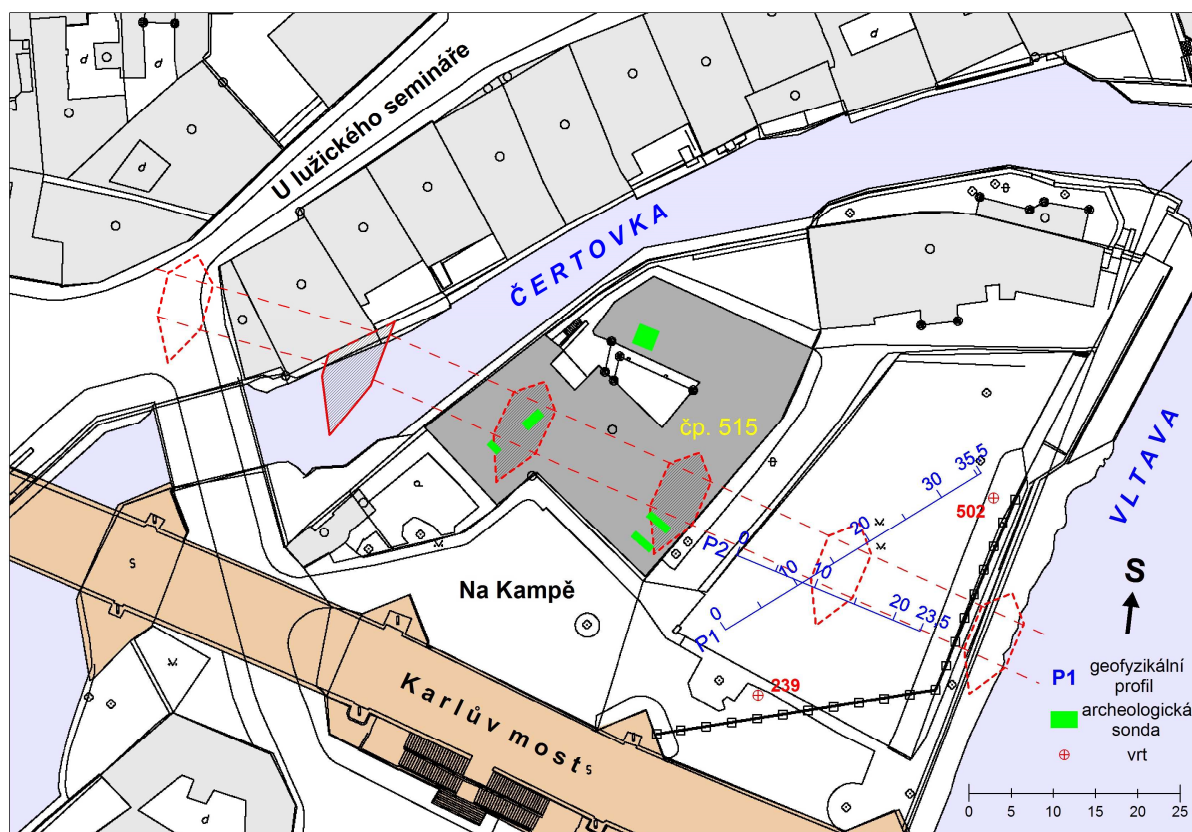 U lužického semináře
ČERTOVKA
čp. 515
VLTAVA
30
35,5
20
502
P2
0
10
10
0
20
23,5
P1
Na Kampě
239
Karlův most
S
P1 geofyzikální
profil
archeologická
sonda
vrt
0 5 10 15 20 25